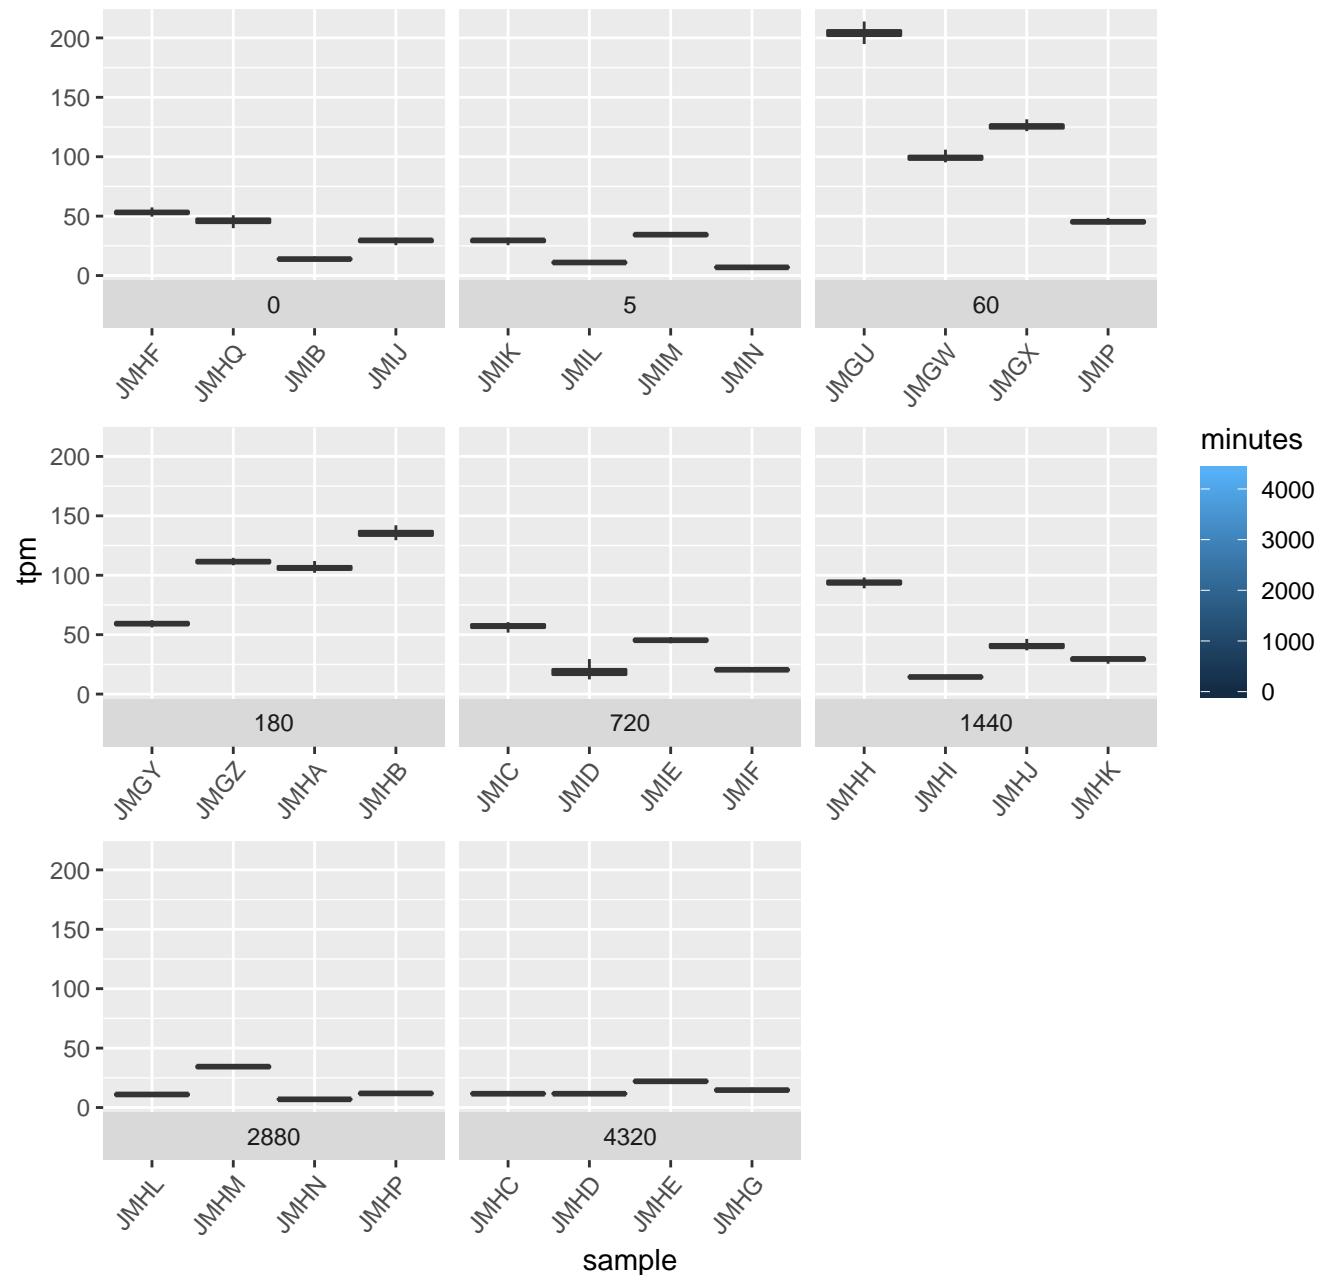 200
150
100
50
0
0
5
60
JMHF
JMHQ
JMIB
JMIJ
JMIK
JMIL
JMIM
JMIN
JMGU
JMGW
JMGX
JMIP
tpm
200
150
100
50
0
180
720
1440
JMGY
JMGZ
JMHA
JMHB
JMIC
JMID
JMIE
JMIF
JMHH
JMHI
JMHJ
JMHK
minutes
4000
3000
2000
1000
0
200
150
100
50
0
2880
4320
JMHL
JMHM
JMHN
JMHP
JMHC
JMHD
JMHE
JMHG
sample